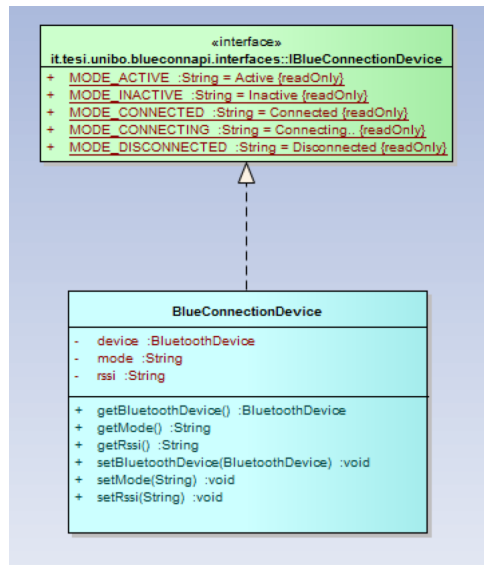 «interface»
it.tesi.unibo.blueconnapi.interfaces::IBlueConnectionDevice
+ MODE_ACTIVE :String = Active {readOnly}
+ MODE_INACTIVE :String = Inactive {readOnly}
+ MODE_CONNECTED :String = Connected {readOnly}
+ MODE_CONNECTING :String = Connecting.. {readOnly}
+ MODE_DISCONNECTED :String = Disconnected {readOnly}
BlueConnectionDevice
- device :BluetoothDevice
- mode :String
- rssi :String
+ getBluetoothDevice() :BluetoothDevice
+ getMode() :String
+ getRssi() :String
+ setBluetoothDevice(BluetoothDevice) :void
+ setMode(String) :void
+ setRssi(String) :void